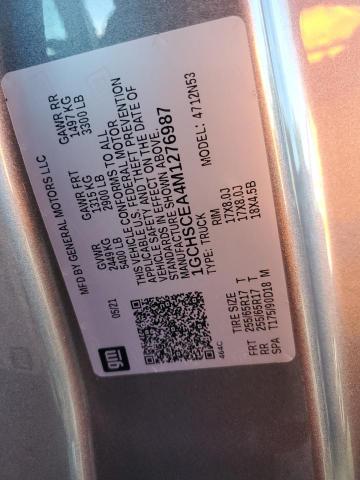 MFD BY GENERAL MOTORS LLC
05/21
GVWR GAWR FRT GAWR RR
2449 KG 1315 KG 1497 KG
5400 LB 2900 LB 3300 LB
THIS VEHICLE CONFORMS TO ALL
APPLICABLE U.S. FEDERAL MOTOR
VEHICLE SAFETY AND THEFT PREVENTION
STANDARDS IN EFFECT ON THE DATE OF
MANUFACTURE SHOWN ABOVE.
1GCHSCEA4M1276987
TYPE: TRUCK MODEL: 4712N53
gm
464C
TIRE SIZE RIM
FRT 255/65R17 T 17X8.0J
RR 255/65R17 T 17X8.0J
SPA T175/90D18 M 18X4.5B